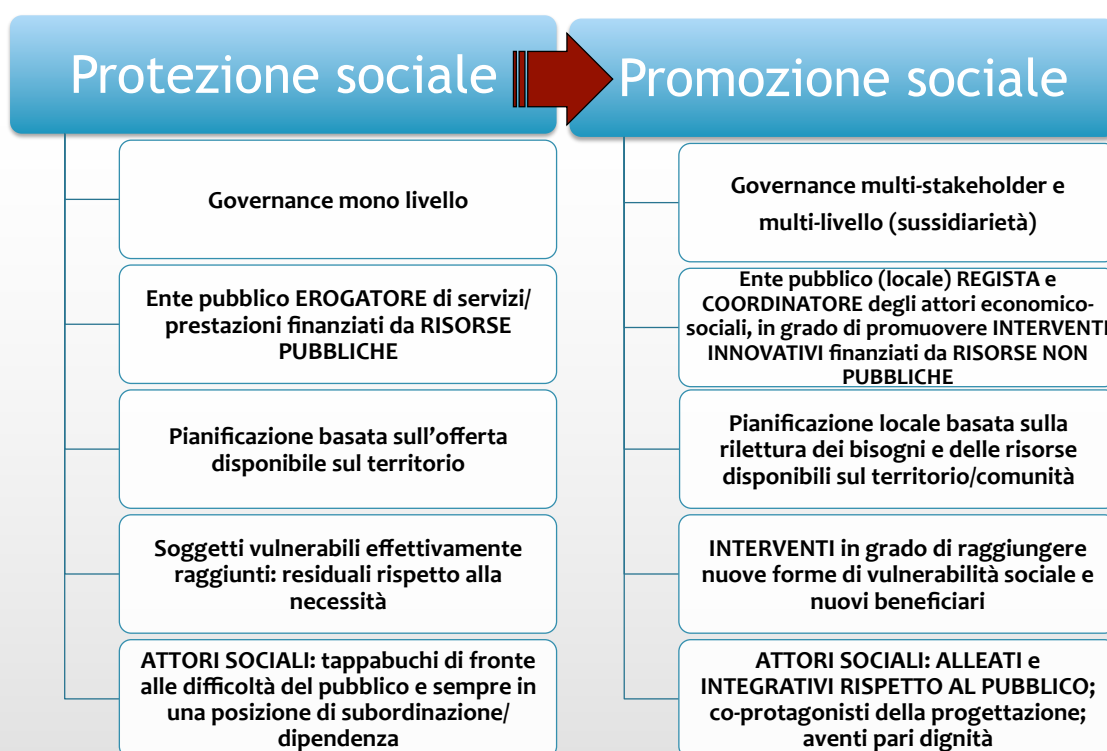 Protezione sociale
Governance mono livello
Ente pubblico EROGATORE di servizi/
prestazioni finanziati da RISORSE
PUBBLICHE
Pianificazione basata sull’offerta
disponibile sul territorio
Soggetti vulnerabili effettivamente
raggiunti: residuali rispetto alla
necessità
ATTORI SOCIALI: tappabuchi di fronte
alle difficoltà del pubblico e sempre in
una posizione di subordinazione/
dipendenza
Promozione sociale
Governance multi-stakeholder e
multi-livello (sussidiarietà)
Ente pubblico (locale) REGISTA e
COORDINATORE degli attori economico-
sociali, in grado di promuovere INTERVENTI
INNOVATIVI finanziati da RISORSE NON
PUBBLICHE
Pianificazione locale basata sulla
rilettura dei bisogni e delle risorse
disponibili sul territorio/comunità
INTERVENTI in grado di raggiungere
nuove forme di vulnerabilità sociale e
nuovi beneficiari
ATTORI SOCIALI: ALLEATI e
INTEGRATIVI RISPETTO AL PUBBLICO;
co-protagonisti della progettazione;
aventi pari dignità